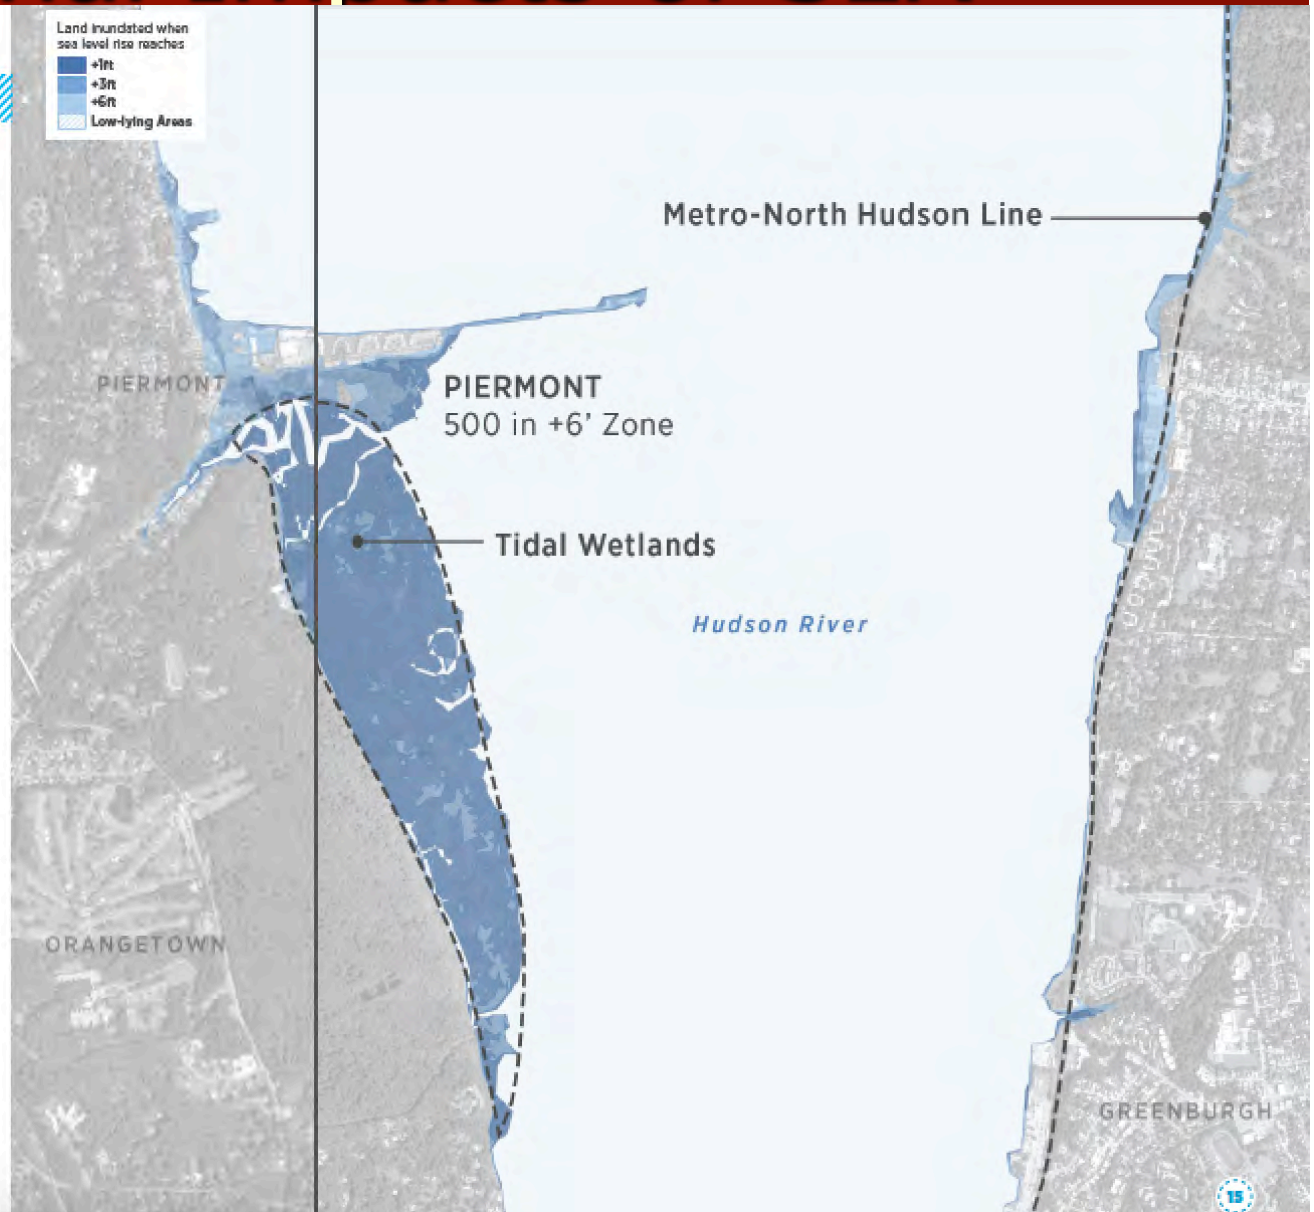 Land inundated when
sea level rise reaches
+1ft
+3ft
+6ft
Low-lying Areas
Metro-North Hudson Line
PIERMONT
PIERMONT
500 in +6’ Zone
Tidal Wetlands
Hudson River
ORANGETOWN
GREENBURGH
15